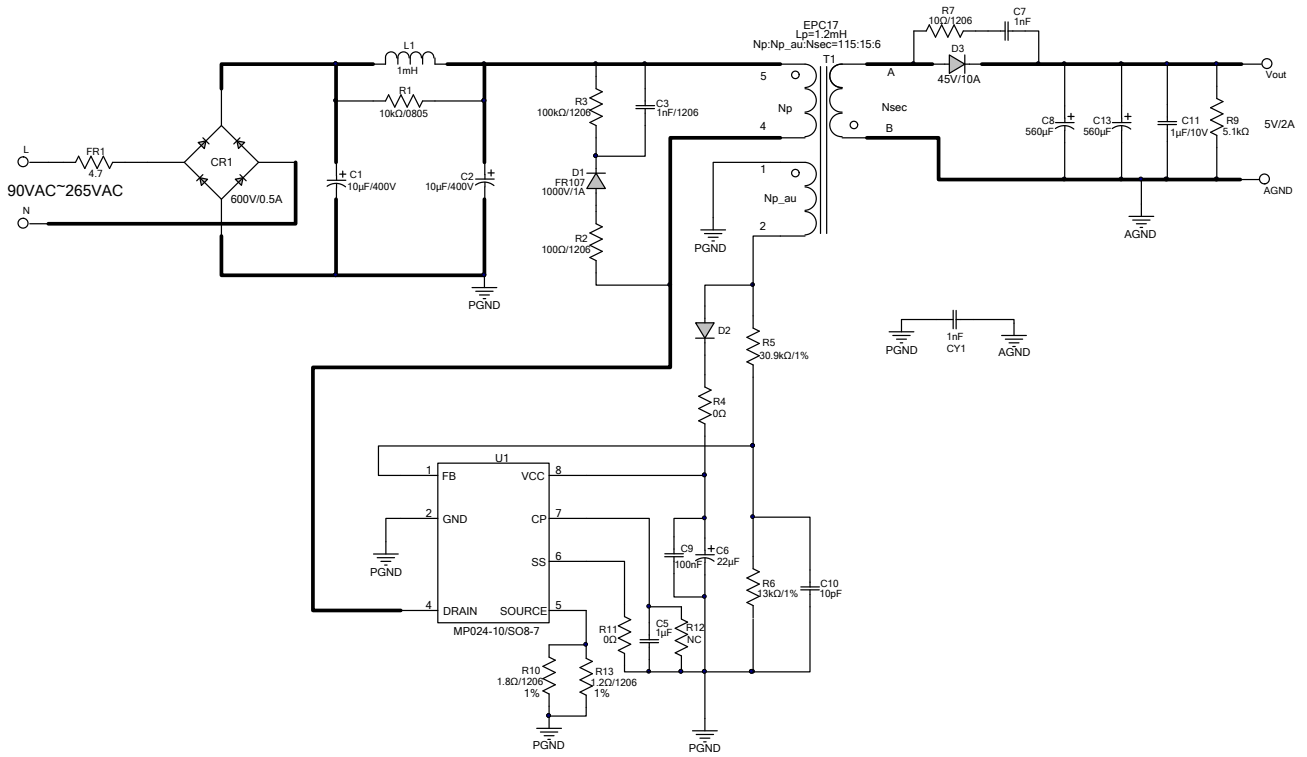 R7
10Ω/1206
C7
1nF
EPC17
Lp=1.2mH
Np:Np_au:Nsec=115:15:6
L1
1mH
T1
D3
45V/10A
A
B
Vout
5
Np
4
Nsec
R1
10kΩ/0805
R3
100kΩ/1206
C3
1nF/1206
C8
560µF
C13
560µF
C11
1µF/10V
R9
5.1kΩ
5V/2A
L
FR1
4.7
CR1
600V/0.5A
90VAC~265VAC
N
C1
10µF/400V
C2
10µF/400V
D1
FR107
1000V/1A
R2
100Ω/1206
1
Np_au
2
PGND
AGND
AGND
PGND
D2
R5
30.9kΩ/1%
PGND
1nF
CY1
AGND
R4
0Ω
U1
1
FB
VCC
8
2
GND
CP
7
SS
6
4
DRAIN
SOURCE
5
MP024-10/SO8-7
PGND
C9
100nF
C6
22µF
R6
13kΩ/1%
C10
10pF
R11
0Ω
C5
1µF
R12
NC
R10
1.8Ω/1206
1%
R13
1.2Ω/1206
1%
PGND
PGND